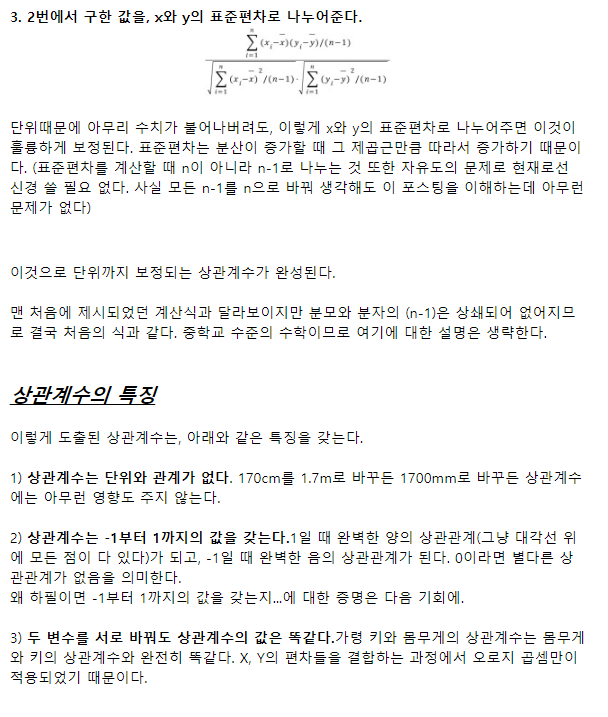 3. 2번에서 구한 값을, x와 y의 표준편차로 나누어준다.
\frac{\sum_{i=1}^{n}(x_i-\overline{x})(y_i-\overline{y})/(n-1)}{\sqrt{\sum_{i=1}^{n}(x_i-\overline{x})^2/(n-1)}\cdot\sqrt{\sum_{i=1}^{n}(y_i-\overline{y})^2/(n-1)}}
단위때문에 아무리 수치가 불어나버려도, 이렇게 x와 y의 표준편차로 나누어주면 이것이
훌륭하게 보정된다. 표준편차는 분산이 증가할 때 그 제곱근만큼 따라서 증가하기 때문이
다. (표준편차를 계산할 때 n이 아니라 n-1로 나누는 것 또한 자유도의 문제로 현재로선
신경 쓸 필요 없다. 사실 모든 n-1를 n으로 바꿔 생각해도 이 포스팅을 이해하는데 아무런
문제가 없다)
이것으로 단위까지 보정되는 상관계수가 완성된다.
맨 처음에 제시되었던 계산식과 달라보이지만 분모와 분자의 (n-1)은 상쇄되어 없어지므
로 결국 처음의 식과 같다. 중학교 수준의 수학이므로 여기에 대한 설명은 생략한다.
상관계수의 특징
이렇게 도출된 상관계수는, 아래와 같은 특징을 갖는다.
1) 상관계수는 단위와 관계가 없다. 170cm를 1.7m로 바꾸든 1700mm로 바꾸든 상관계수
에는 아무런 영향도 주지 않는다.
2) 상관계수는 -1부터 1까지의 값을 갖는다.1일 때 완벽한 양의 상관관계(그냥 대각선 위
에 모든 점이 다 있다)가 되고, -1일 때 완벽한 음의 상관관계가 된다. 0이라면 별다른 상
관관계가 없음을 의미한다.
왜 하필이면 -1부터 1까지의 값을 갖는지...에 대한 증명은 다음 기회에.
3) 두 변수를 서로 바꿔도 상관계수의 값은 똑같다.가령 키와 몸무게의 상관계수는 몸무게
와 키의 상관계수와 완전히 똑같다. X, Y의 편차들을 결합하는 과정에서 오로지 곱셈만이
적용되었기 때문이다.